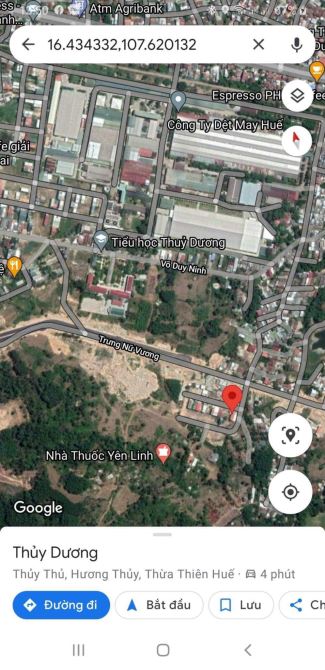 Atm Agribank
16.434332,107.620132
Espresso PH
Công Ty Dệt May Huế
Tiểu học Thuỷ Dương
Võ Duy Ninh
Trưng Nữ Vương
Nhà Thuốc Yên Linh
Google
Thủy Dương
Thủy Thủ, Hương Thủy, Thừa Thiên Huế · 4 phút
Đường đi
Bắt đầu
Lưu
Ch